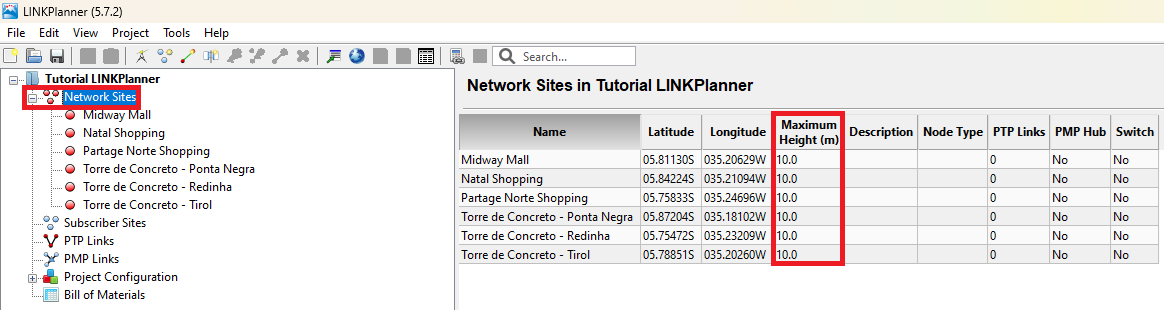 LINKPlanner (5.7.2)
File Edit View Project Tools Help
Search...
Tutorial LINKPlanner
Network Sites
Midway Mall
Natal Shopping
Partage Norte Shopping
Torre de Concreto - Ponta Negra
Torre de Concreto - Redinha
Torre de Concreto - Tirol
Subscriber Sites
PTP Links
PMP Links
Project Configuration
Bill of Materials
Network Sites in Tutorial LINKPlanner
Name Latitude Longitude Maximum Height (m) Description Node Type PTP Links PMP Hub Switch
Midway Mall 05.81130S 035.20629W 10.0 0 No No
Natal Shopping 05.84224S 035.21094W 10.0 0 No No
Partage Norte Shopping 05.75833S 035.24696W 10.0 0 No No
Torre de Concreto - Ponta Negra 05.87204S 035.18102W 10.0 0 No No
Torre de Concreto - Redinha 05.75472S 035.23209W 10.0 0 No No
Torre de Concreto - Tirol 05.78851S 035.20260W 10.0 0 No No